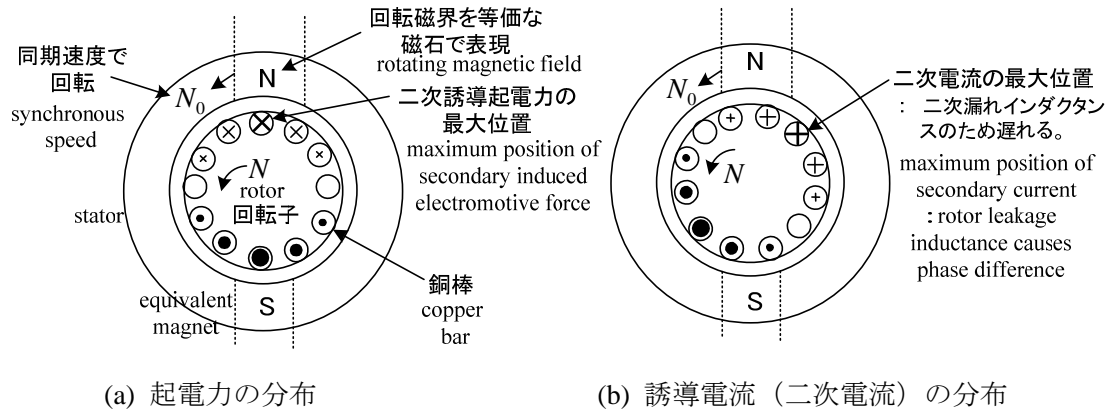 同期速度で
回転
synchronous
speed
N₀
N
回転磁界を等価な
磁石で表現
rotating magnetic field
二次誘導起電力の
最大位置
maximum position of
secondary induced
electromotive force
N
rotor
回転子
stator
equivalent
magnet
S
銅棒
copper
bar
(a) 起電力の分布
N₀
N
N
S
二次電流の最大位置
: 二次漏れインダクタン
スのため遅れる。
maximum position of
secondary current
: rotor leakage
inductance causes
phase difference
(b) 誘導電流（二次電流）の分布